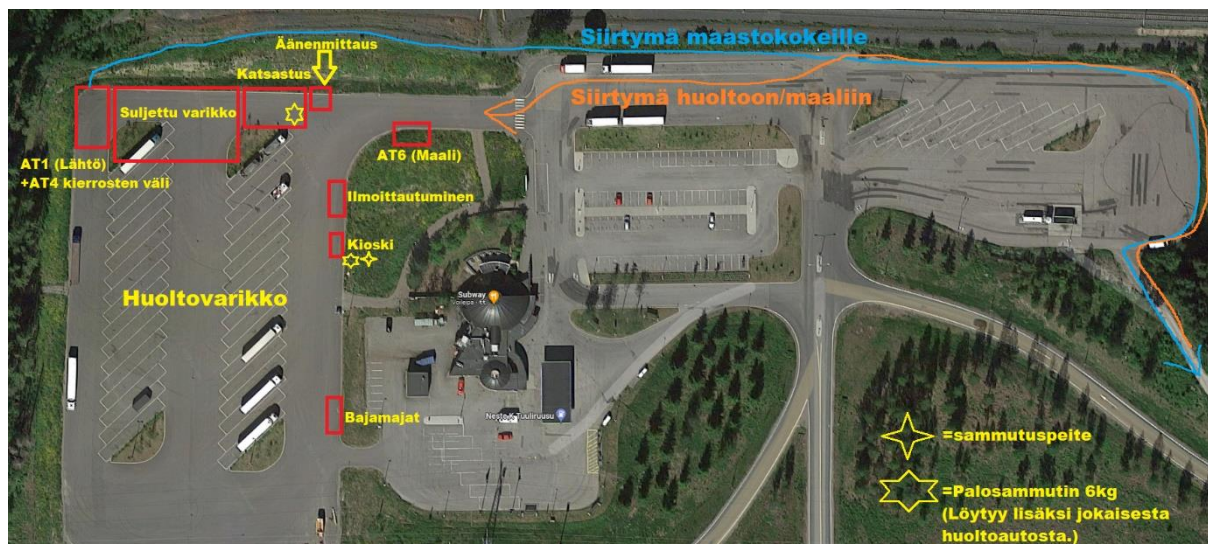 Äänenmittaus
Siirtymä maastokokeille
Katsastus
Siirtymä huoltoon/maaliin
Suljettu varikko
AT1 (Lähtö)
+AT4 kierrosten väli
AT6 (Maali)
Ilmoittautuminen
Kioski
Huoltovarikko
Subway
Neste K Tuuliruusu
Bajamajat
=sammutuspeite
=Palosammutin 6kg
(Löytyy lisäksi jokaisesta
huoltoautosta.)